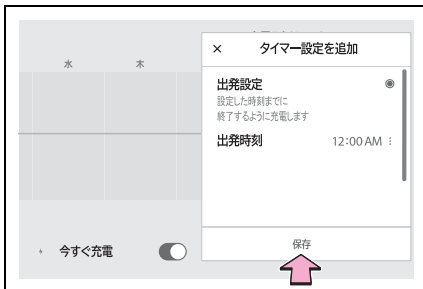 水 木
× タイマー設定を追加
出発設定
設定した時刻までに
終了するように充電します
出発時刻 12:00 AM
今すぐ充電
保存